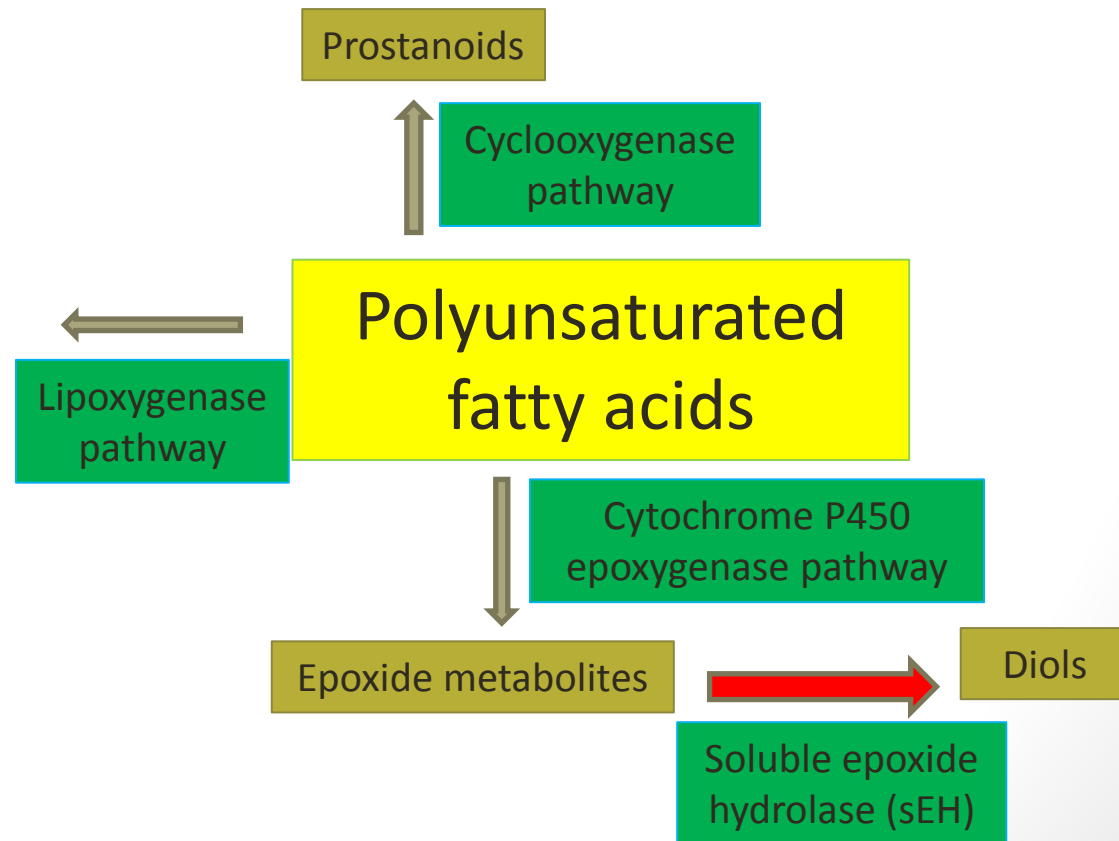 Prostanoids
Cyclooxygenase
pathway
Polyunsaturated
fatty acids
Lipoxygenase
pathway
Cytochrome P450
epoxygenase pathway
Epoxide metabolites
Diols
Soluble epoxide
hydrolase (sEH)